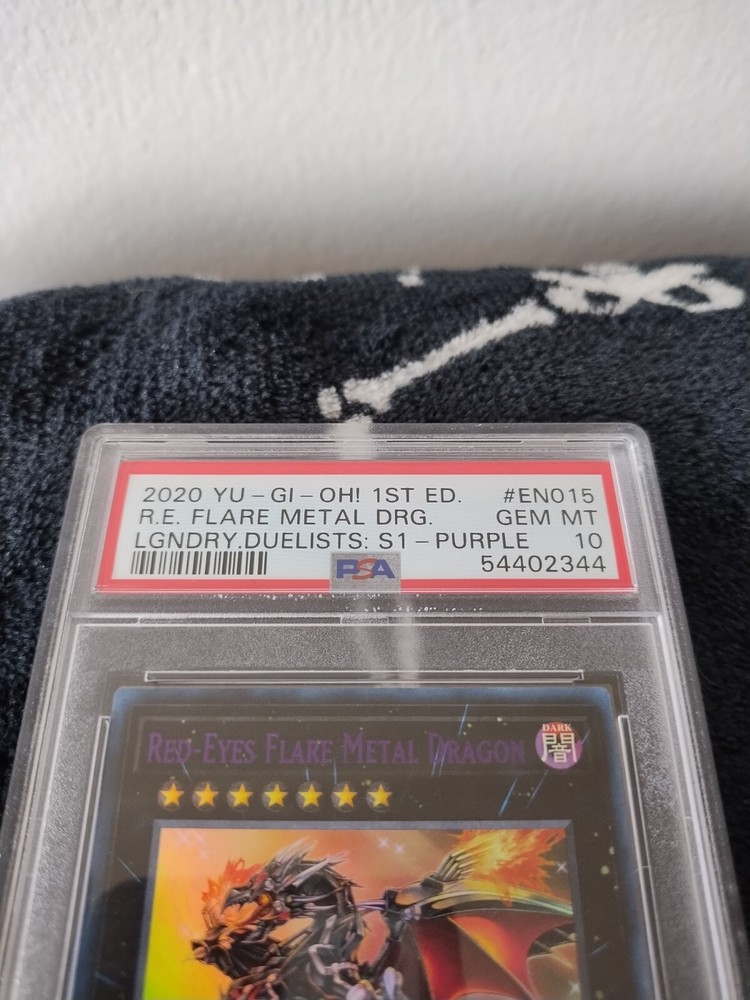 2020 YU-GI-OH! 1ST ED. #EN015
R.E. FLARE METAL DRG. GEM MT
LGNDRY.DUELISTS: S1-PURPLE 10
PSA 54402344
RED-EYES FLARE METAL DRAGON
DARK
闇